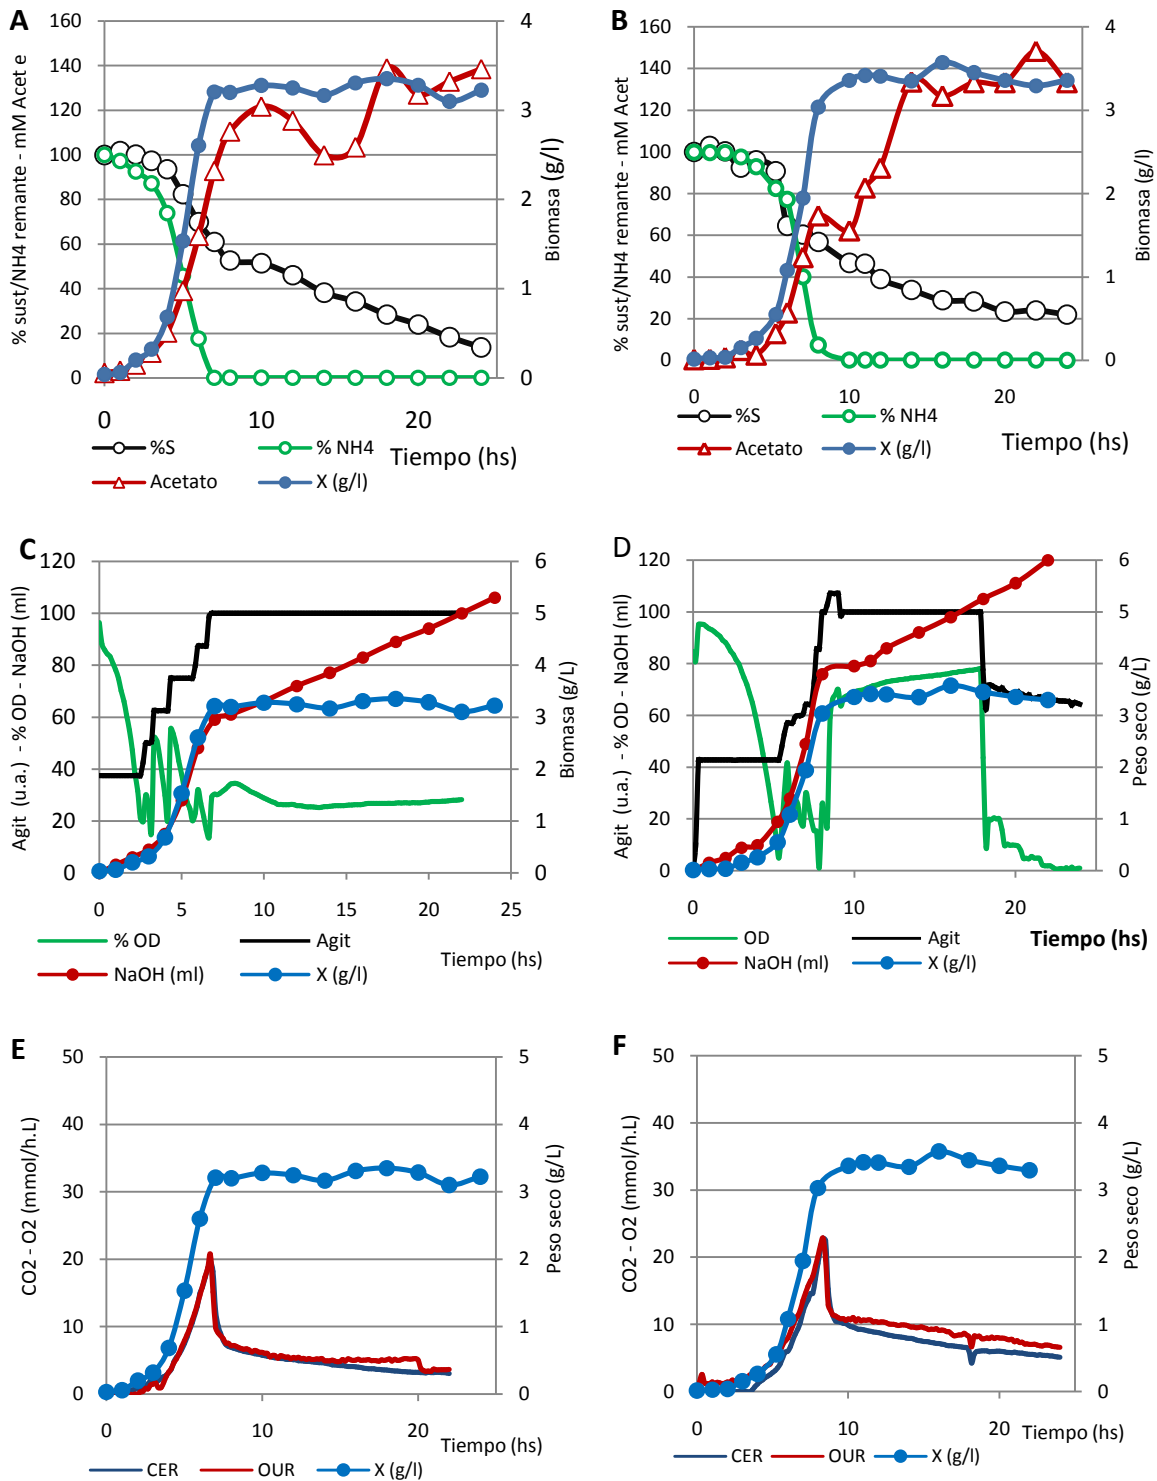 A
160
140
120
100
80
60
40
20
0
% sust/NH4 remante - mM Acet e
4
3
2
1
0
Biomasa (g/l)
0 10 20
%S % NH4
Acetato X (g/l)
Tiempo (hs)
B
160
140
120
100
80
60
40
20
0
% sust/NH4 remante - mM Acet
4
3
2
1
0
Biomasa (g/l)
0 10 20
%S % NH4
Acetato X (g/l)
Tiempo (hs)
C
120
100
80
60
40
20
0
Agit (u.a.) - % OD - NaOH (ml)
6
5
4
3
2
1
0
Biomasa (g/L)
0 5 10 15 20 25
% OD Agit
NaOH (ml) X (g/l)
Tiempo (hs)
D
120
100
80
60
40
20
0
Agit (u.a.) - % OD - NaOH (ml)
6
5
4
3
2
1
0
Peso seco (g/L)
0 10 20
OD Agit
NaOH (ml) X (g/l)
Tiempo (hs)
E
50
40
30
20
10
0
CO2 - O2 (mmol/h.L)
5
4
3
2
1
0
Peso seco (g/L)
0 10 20
Tiempo (hs)
CER OUR X (g/l)
F
50
40
30
20
10
0
CO2 - O2 (mmol/h.L)
5
4
3
2
1
0
Peso seco (g/L)
0 10 20
Tiempo (hs)
CER OUR X (g/l)